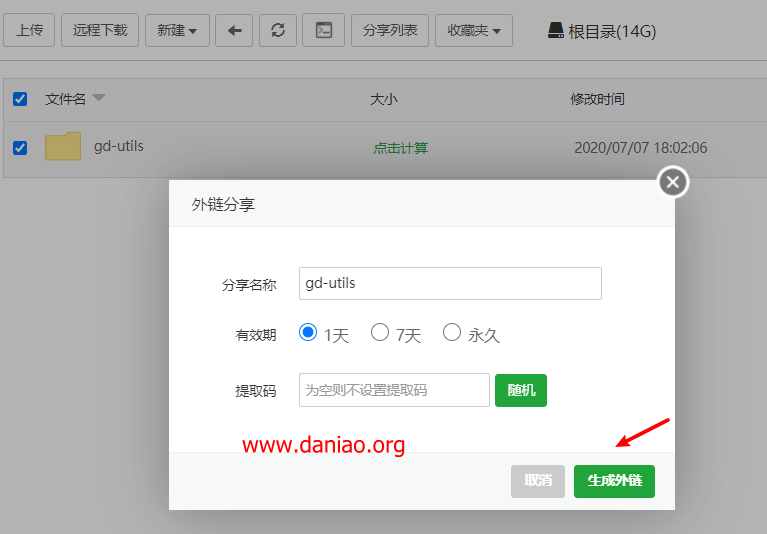 上传 远程下载 新建 分享列表 收藏夹 根目录(14G)
文件名 大小 修改时间
gd-utils 点击计算 2020/07/07 18:02:06
外链分享
分享名称 gd-utils
有效期 1天 7天 永久
提取码 为空则不设置提取码 随机
www.daniao.org
取消 生成外链